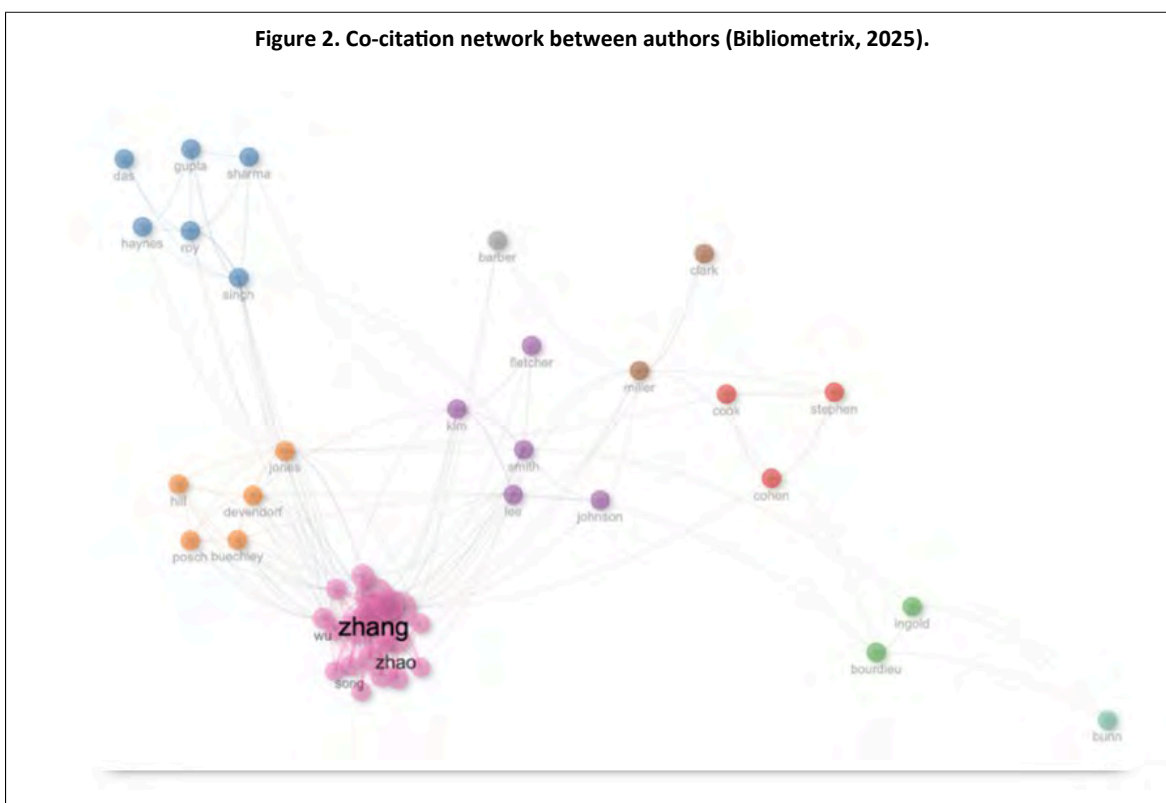 Figure 2. Co-citation network between authors (Bibliometrix, 2025).
gupta
das
sharma
haynes
roy
barber
clark
singh
fletcher
miller
kim
cook
stephen
jones
smith
cohen
hill
devendorf
lee
johnson
posch
buechley
ingold
wu
zhang
zhao
bourdieu
song
bunn